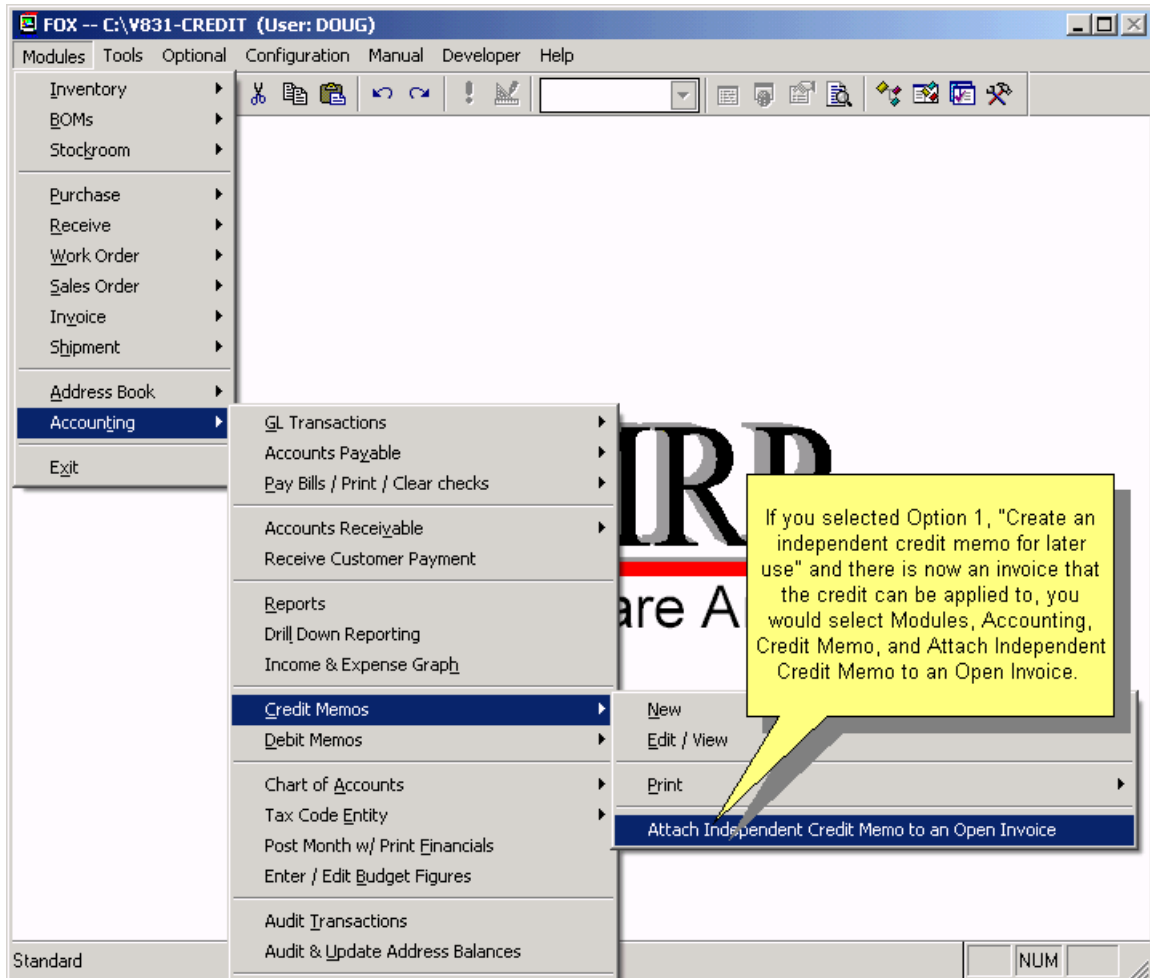 FOX -- C:\V831-CREDIT (User: DOUG)
Modules Tools Optional Configuration Manual Developer Help
Inventory
BOMs
Stockroom
Purchase
Receive
Work Order
Sales Order
Invoice
Shipment
Address Book
Accounting
Exit
GL Transactions
Accounts Payable
Pay Bills / Print / Clear checks
Accounts Receivable
Receive Customer Payment
Reports
Drill Down Reporting
Income & Expense Graph
Credit Memos
Debit Memos
Chart of Accounts
Tax Code Entity
Post Month w/ Print Financials
Enter / Edit Budget Figures
Audit Transactions
Audit & Update Address Balances
New
Edit / View
Print
Attach Independent Credit Memo to an Open Invoice
If you selected Option 1, "Create an
independent credit memo for later
use" and there is now an invoice that
the credit can be applied to, you
would select Modules, Accounting,
Credit Memo, and Attach Independent
Credit Memo to an Open Invoice.
Standard
NUM